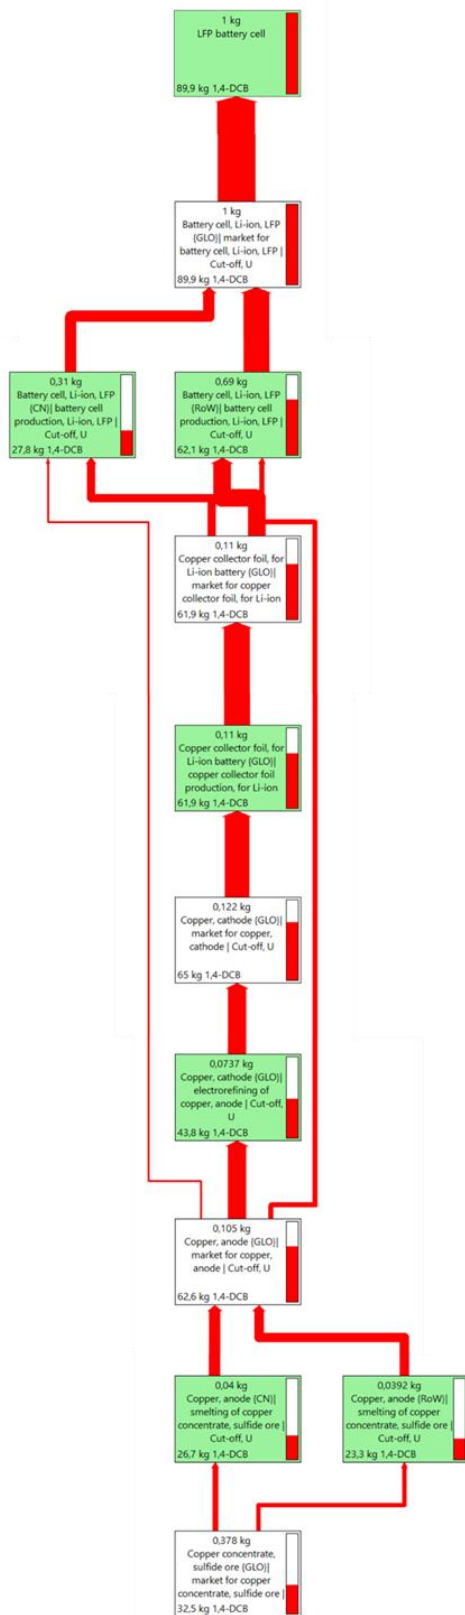 1 kg
LFP battery cell
89,9 kg 1,4-DCB
1 kg
Battery cell, Li-ion, LFP
{GLO}| market for
battery cell, Li-ion, LFP |
Cut-off, U
89,9 kg 1,4-DCB
0,31 kg
Battery cell, Li-ion, LFP
{CN}| battery cell
production, Li-ion, LFP |
Cut-off, U
27,8 kg 1,4-DCB
0,69 kg
Battery cell, Li-ion, LFP
{RoW}| battery cell
production, Li-ion, LFP |
Cut-off, U
62,1 kg 1,4-DCB
0,11 kg
Copper collector foil, for
Li-ion battery {GLO}|
market for copper
collector foil, for Li-ion
61,9 kg 1,4-DCB
0,11 kg
Copper collector foil, for
Li-ion battery {GLO}|
copper collector foil
production, for Li-ion
61,9 kg 1,4-DCB
0,122 kg
Copper, cathode {GLO}|
market for copper,
cathode | Cut-off, U
65 kg 1,4-DCB
0,0737 kg
Copper, cathode {GLO}|
electrorefining of
copper, anode | Cut-off,
U
43,8 kg 1,4-DCB
0,105 kg
Copper, anode {GLO}|
market for copper,
anode | Cut-off, U
62,6 kg 1,4-DCB
0,04 kg
Copper, anode {CN}|
smelting of copper
concentrate, sulfide ore |
Cut-off, U
26,7 kg 1,4-DCB
0,0392 kg
Copper, anode {RoW}|
smelting of copper
concentrate, sulfide ore |
Cut-off, U
23,3 kg 1,4-DCB
0,378 kg
Copper concentrate,
sulfide ore {GLO}|
market for copper
concentrate, sulfide ore |
32,5 kg 1,4-DCB